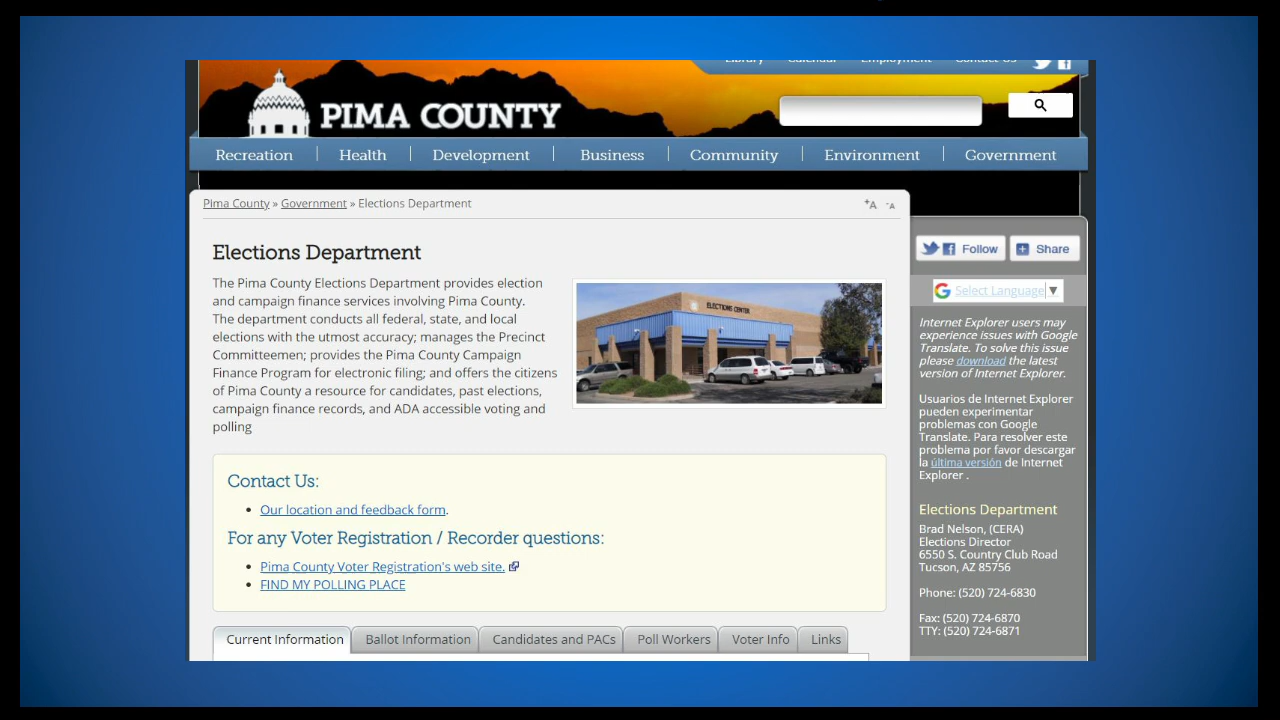 Library Calendar Employment Contact Us
PIMA COUNTY
Recreation Health Development Business Community Environment Government
Pima County » Government » Elections Department
+A -A
Elections Department
The Pima County Elections Department provides election
and campaign finance services involving Pima County.
The department conducts all federal, state, and local
elections with the utmost accuracy; manages the Precinct
Committeemen; provides the Pima County Campaign
Finance Program for electronic filing; and offers the citizens
of Pima County a resource for candidates, past elections,
campaign finance records, and ADA accessible voting and
polling
ELECTIONS CENTER
Contact Us:
• Our location and feedback form.
For any Voter Registration / Recorder questions:
• Pima County Voter Registration's web site.
• FIND MY POLLING PLACE
Current Information Ballot Information Candidates and PACs Poll Workers Voter Info Links
Follow Share
Select Language ▼
Internet Explorer users may
experience issues with Google
Translate. To solve this issue
please download the latest
version of Internet Explorer.
Usuarios de Internet Explorer
pueden experimentar
problemas con Google
Translate. Para resolver este
problema por favor descargar
la última versión de Internet
Explorer .
Elections Department
Brad Nelson, (CERA)
Elections Director
6550 S. Country Club Road
Tucson, AZ 85756
Phone: (520) 724-6830
Fax: (520) 724-6870
TTY: (520) 724-6871